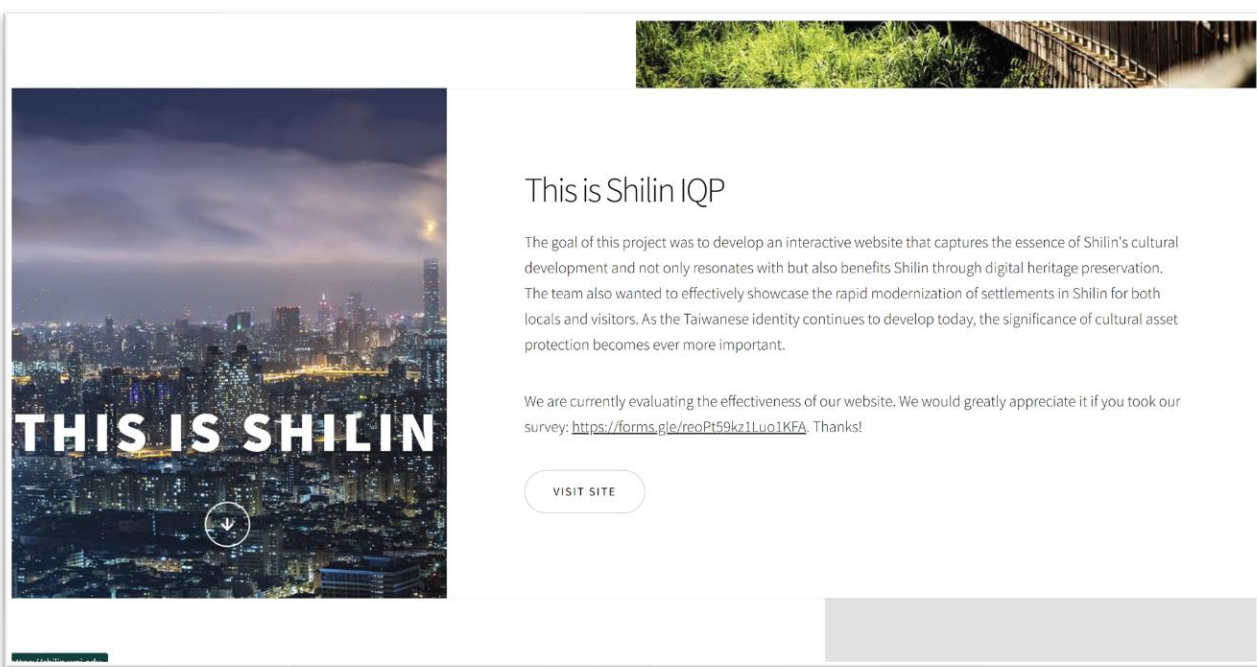 This is Shilin IQP
The goal of this project was to develop an interactive website that captures the essence of Shilin's cultural
development and not only resonates with but also benefits Shilin through digital heritage preservation.
The team also wanted to effectively showcase the rapid modernization of settlements in Shilin for both
locals and visitors. As the Taiwanese identity continues to develop today, the significance of cultural asset
protection becomes ever more important.
We are currently evaluating the effectiveness of our website. We would greatly appreciate it if you took our
survey: https://forms.gle/reoPt59kz1Luo1KFA. Thanks!
VISIT SITE
THIS IS SHILIN